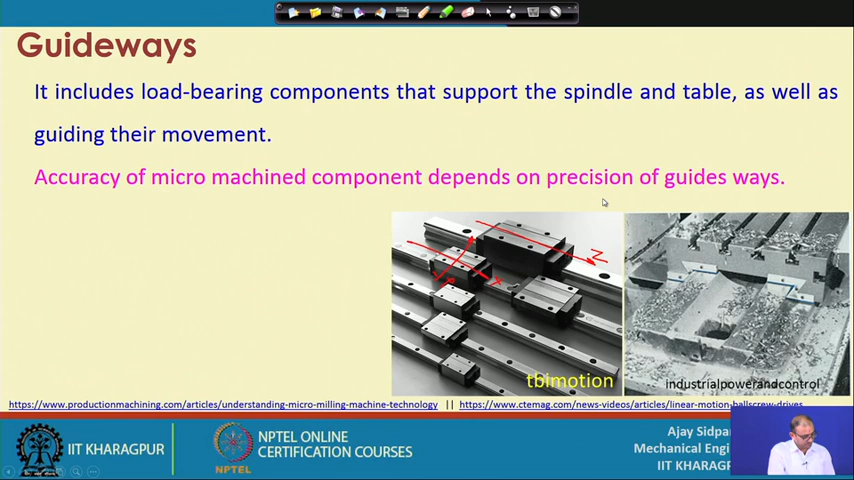 Guideways
It includes load-bearing components that support the spindle and table, as well as
guiding their movement.
Accuracy of micro machined component depends on precision of guides ways.
Z
X
Y
tbimotion
industrialpowerandcontrol
https://www.productionmachining.com/articles/understanding-micro-milling-machine-technology || https://www.ctemag.com/news-videos/articles/linear-motion-ballscrew-drives
IIT KHARAGPUR
NPTEL
NPTEL ONLINE
CERTIFICATION COURSES
Ajay Sidpar
Mechanical Engi
IIT KHARAGP